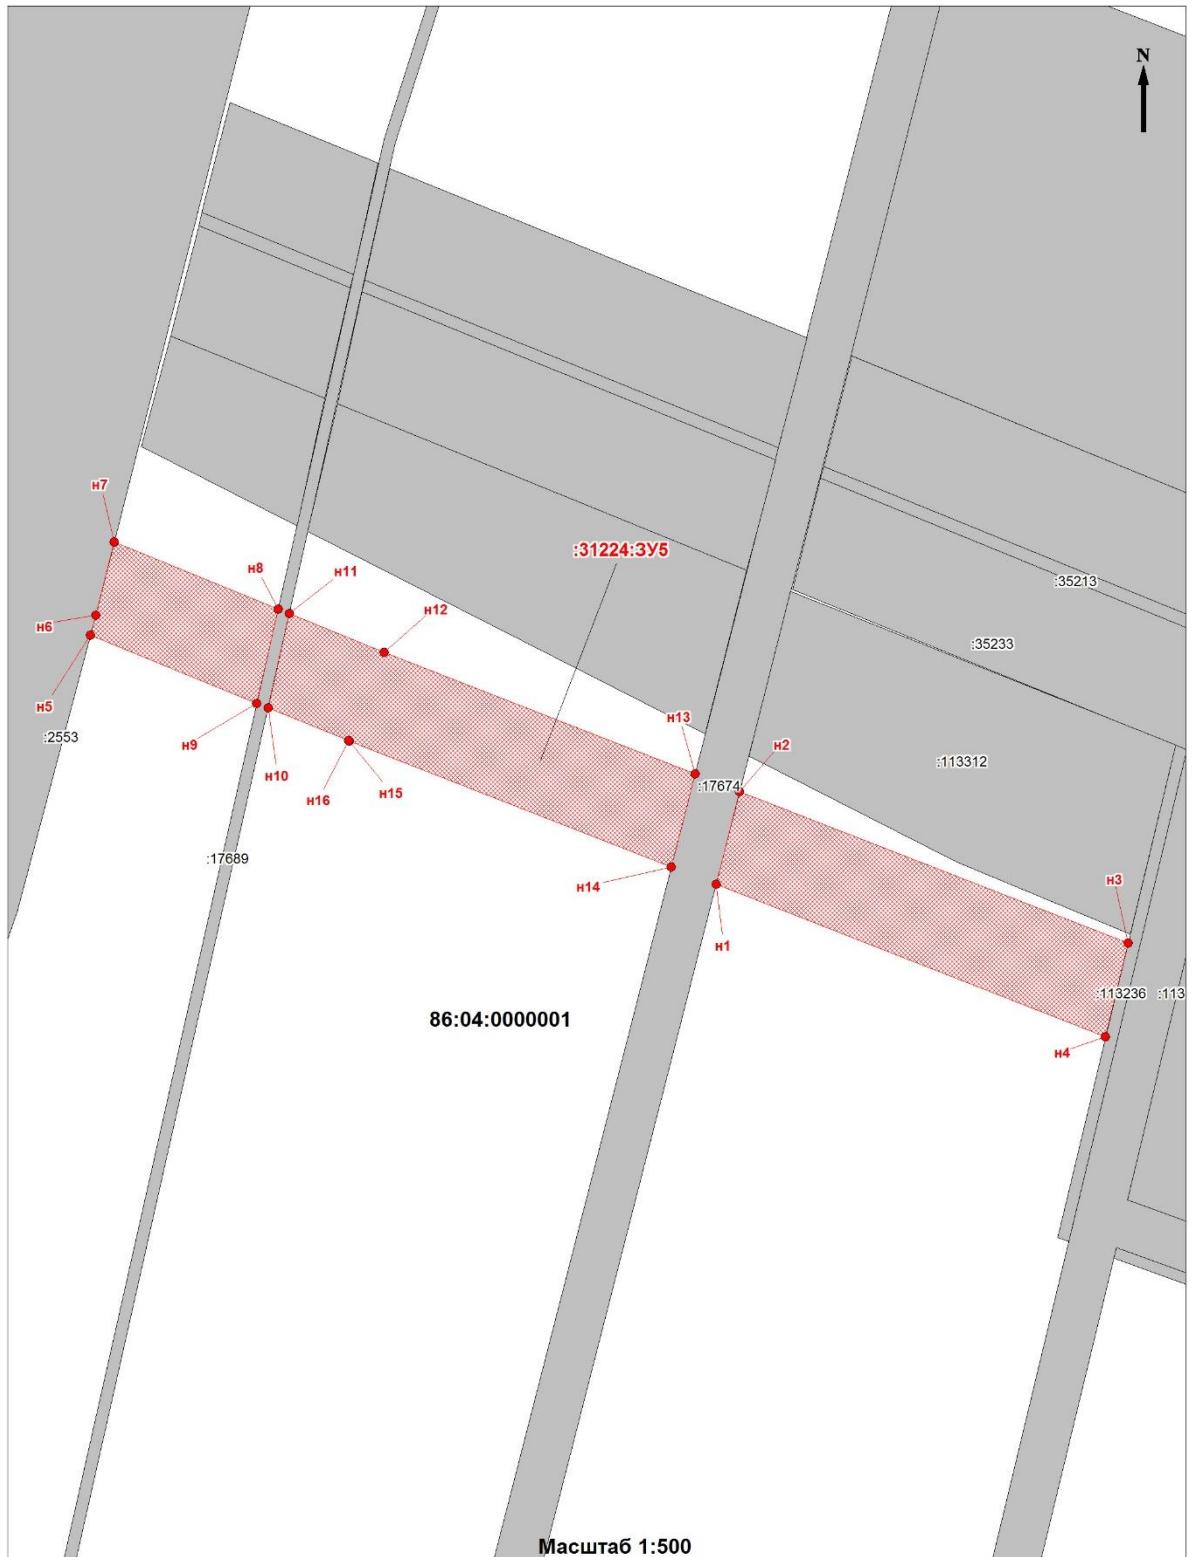 N
н7
:31224:ЗУ5
н11
:35213
н8
н12
н6
:35233
н5
н13
н2
:2553
н9
н10
:113312
:17674
н16
н15
:17689
н14
н3
н1
:113236
:113
86:04:0000001
н4
Масштаб 1:500